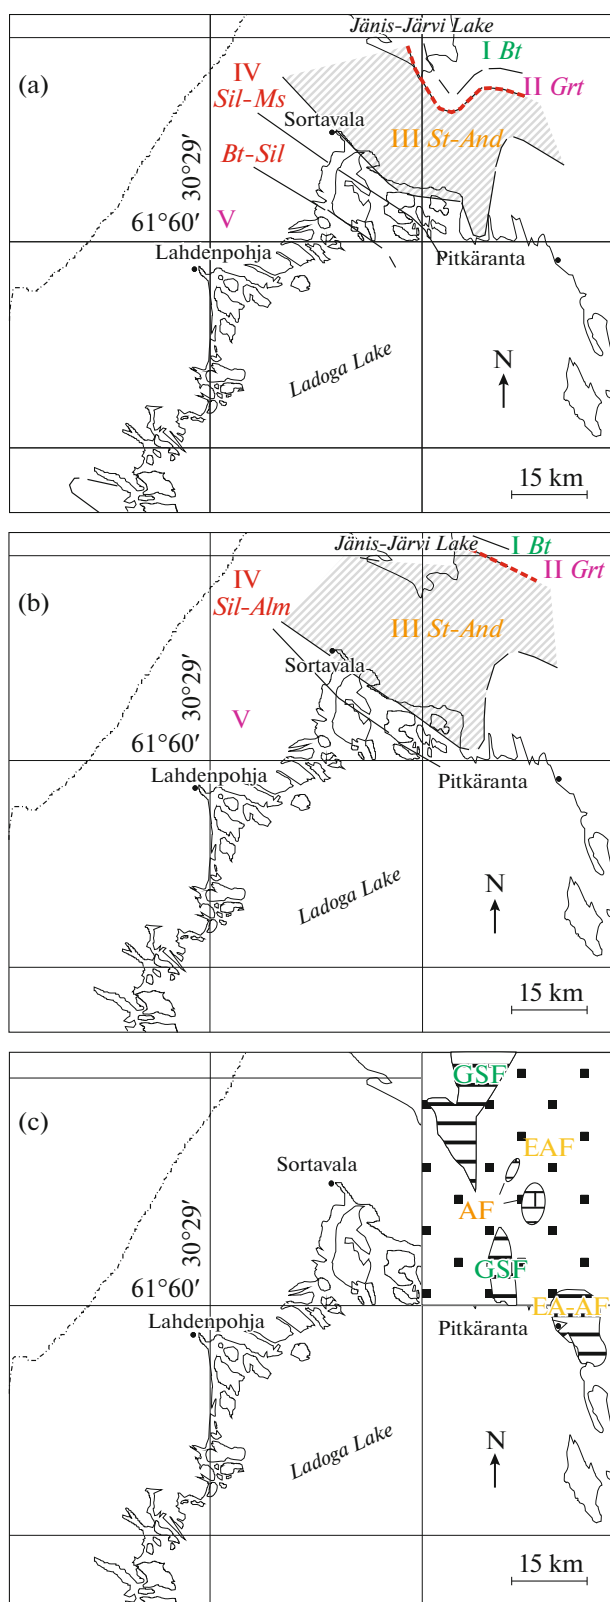 Jänis-Järvi Lake
I Bt
(a)
IV
II Grt
Sil-Ms
Sortavala
III St-And
Bt-Sil
30°29′
V
61°60′
Lahdenpohja
Pitkäranta
Ladoga Lake
N
15 km
Jänis-Järvi Lake
I Bt
II Grt
(b)
IV
Sil-Alm
III St-And
Sortavala
30°29′
V
61°60′
Lahdenpohja
Pitkäranta
Ladoga Lake
N
15 km
(c)
GSF
EAF
Sortavala
AF
30°29′
GSF
61°60′
EA-AF
Lahdenpohja
Pitkäranta
Ladoga Lake
N
15 km